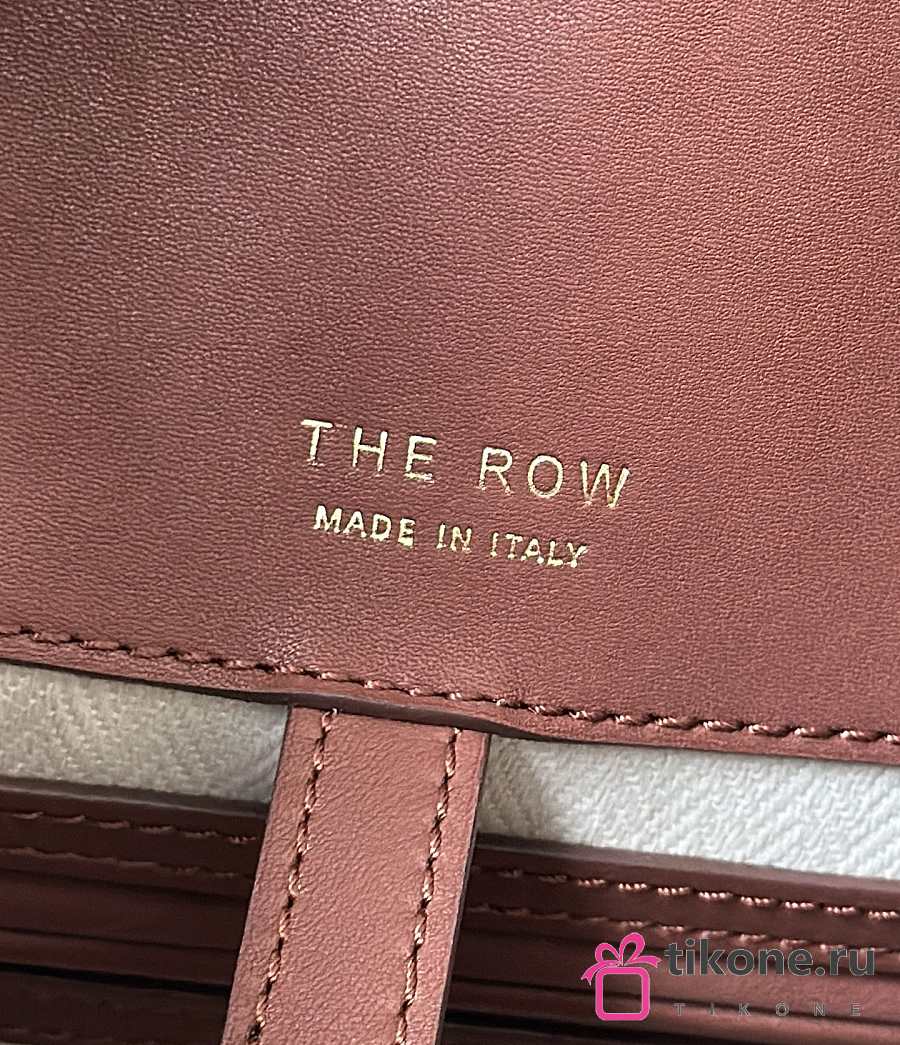 THE ROW
MADE IN ITALY
tikone.ru
TIKONE